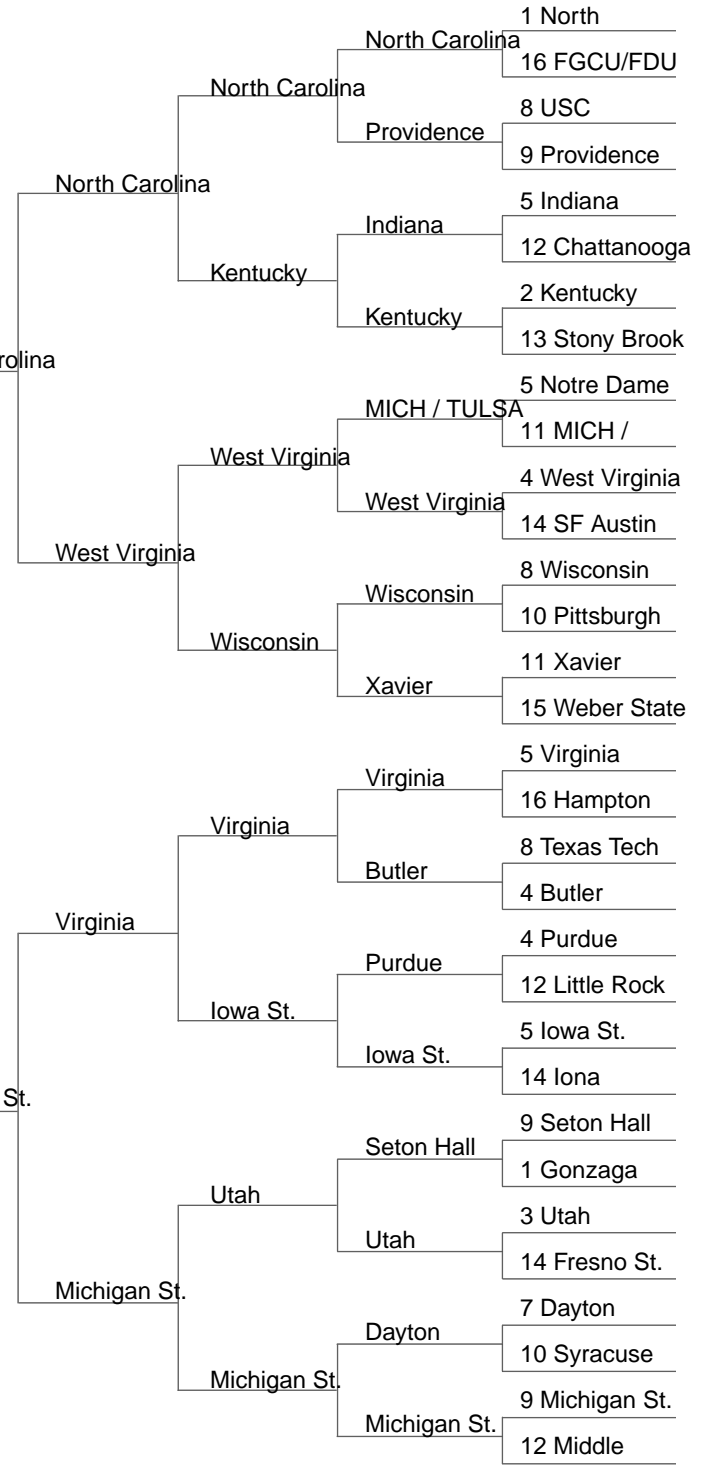 1 North
North Carolina
16 FGCU/FDU
North Carolina
8 USC
Providence
9 Providence
North Carolina
5 Indiana
Indiana
12 Chattanooga
Kentucky
2 Kentucky
Kentucky
13 Stony Brook
rolina
5 Notre Dame
MICH / TULSA
11 MICH /
West Virginia
4 West Virginia
West Virginia
14 SF Austin
West Virginia
8 Wisconsin
Wisconsin
10 Pittsburgh
Wisconsin
11 Xavier
Xavier
15 Weber State
5 Virginia
Virginia
16 Hampton
Virginia
8 Texas Tech
Butler
4 Butler
Virginia
4 Purdue
Purdue
12 Little Rock
Iowa St.
5 Iowa St.
Iowa St.
14 Iona
St.
9 Seton Hall
Seton Hall
1 Gonzaga
Utah
3 Utah
Utah
14 Fresno St.
Michigan St.
7 Dayton
Dayton
10 Syracuse
Michigan St.
9 Michigan St.
Michigan St.
12 Middle